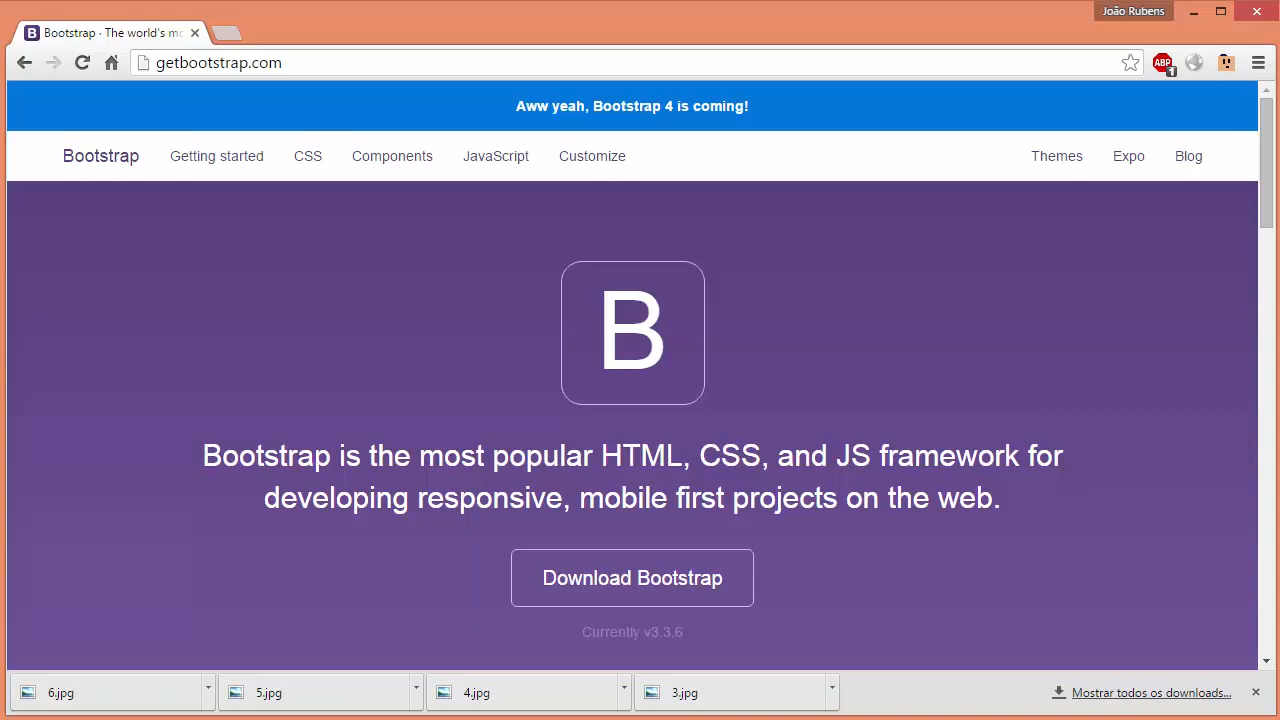 João Rubens
Bootstrap · The world's mo
getbootstrap.com
ABP
1
Aww yeah, Bootstrap 4 is coming!
Bootstrap Getting started CSS Components JavaScript Customize Themes Expo Blog
B
Bootstrap is the most popular HTML, CSS, and JS framework for
developing responsive, mobile first projects on the web.
Download Bootstrap
Currently v3.3.6
6.jpg 5.jpg 4.jpg 3.jpg Mostrar todos os downloads...